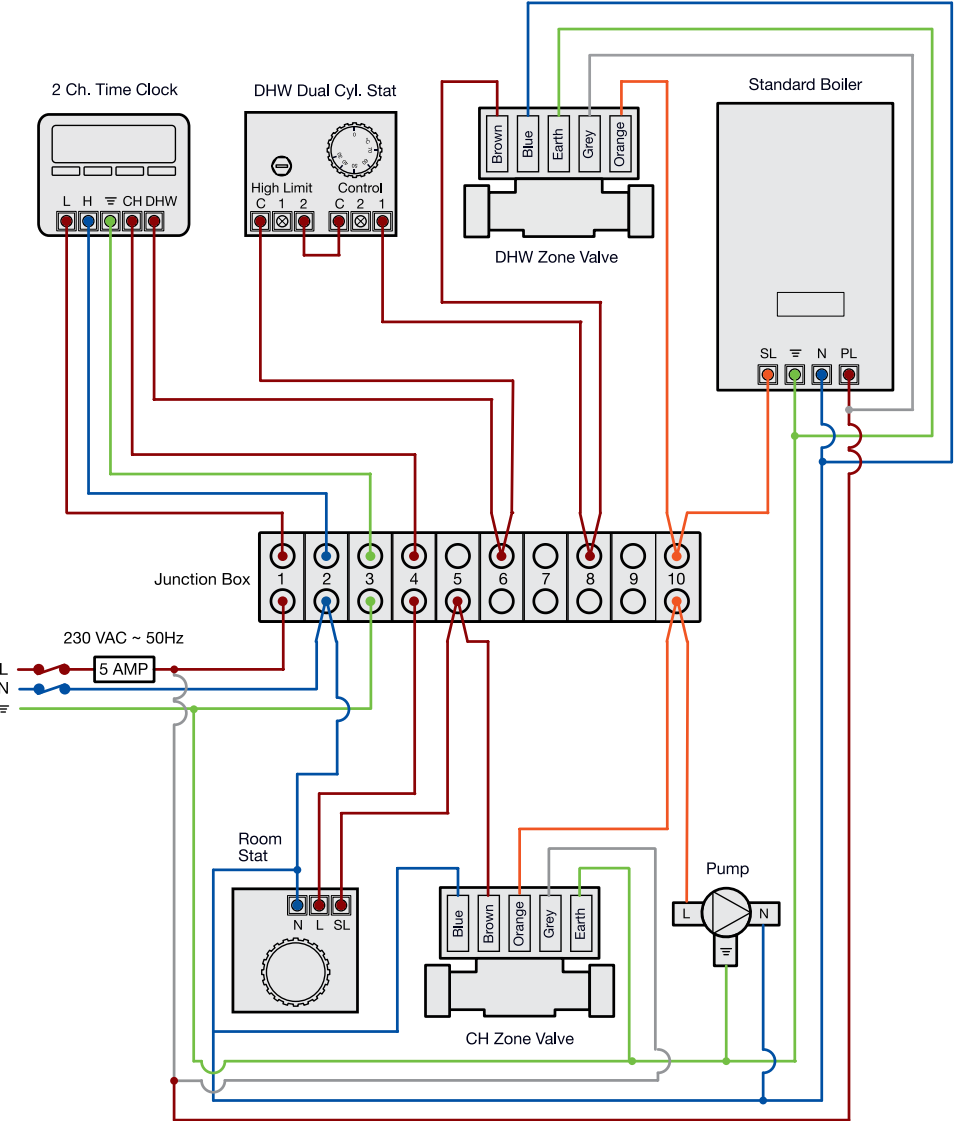 2 Ch. Time Clock
DHW Dual Cyl. Stat
Standard Boiler
Brown
Blue
Earth
Grey
Orange
L H CH DHW
High Limit Control
C 1 2 C 2 1
DHW Zone Valve
SL N PL
Junction Box
1 2 3 4 5 6 7 8 9 10
230 VAC ~ 50Hz
L
5 AMP
N
Room
Stat
N L SL
Blue
Brown
Orange
Grey
Earth
CH Zone Valve
Pump
L N